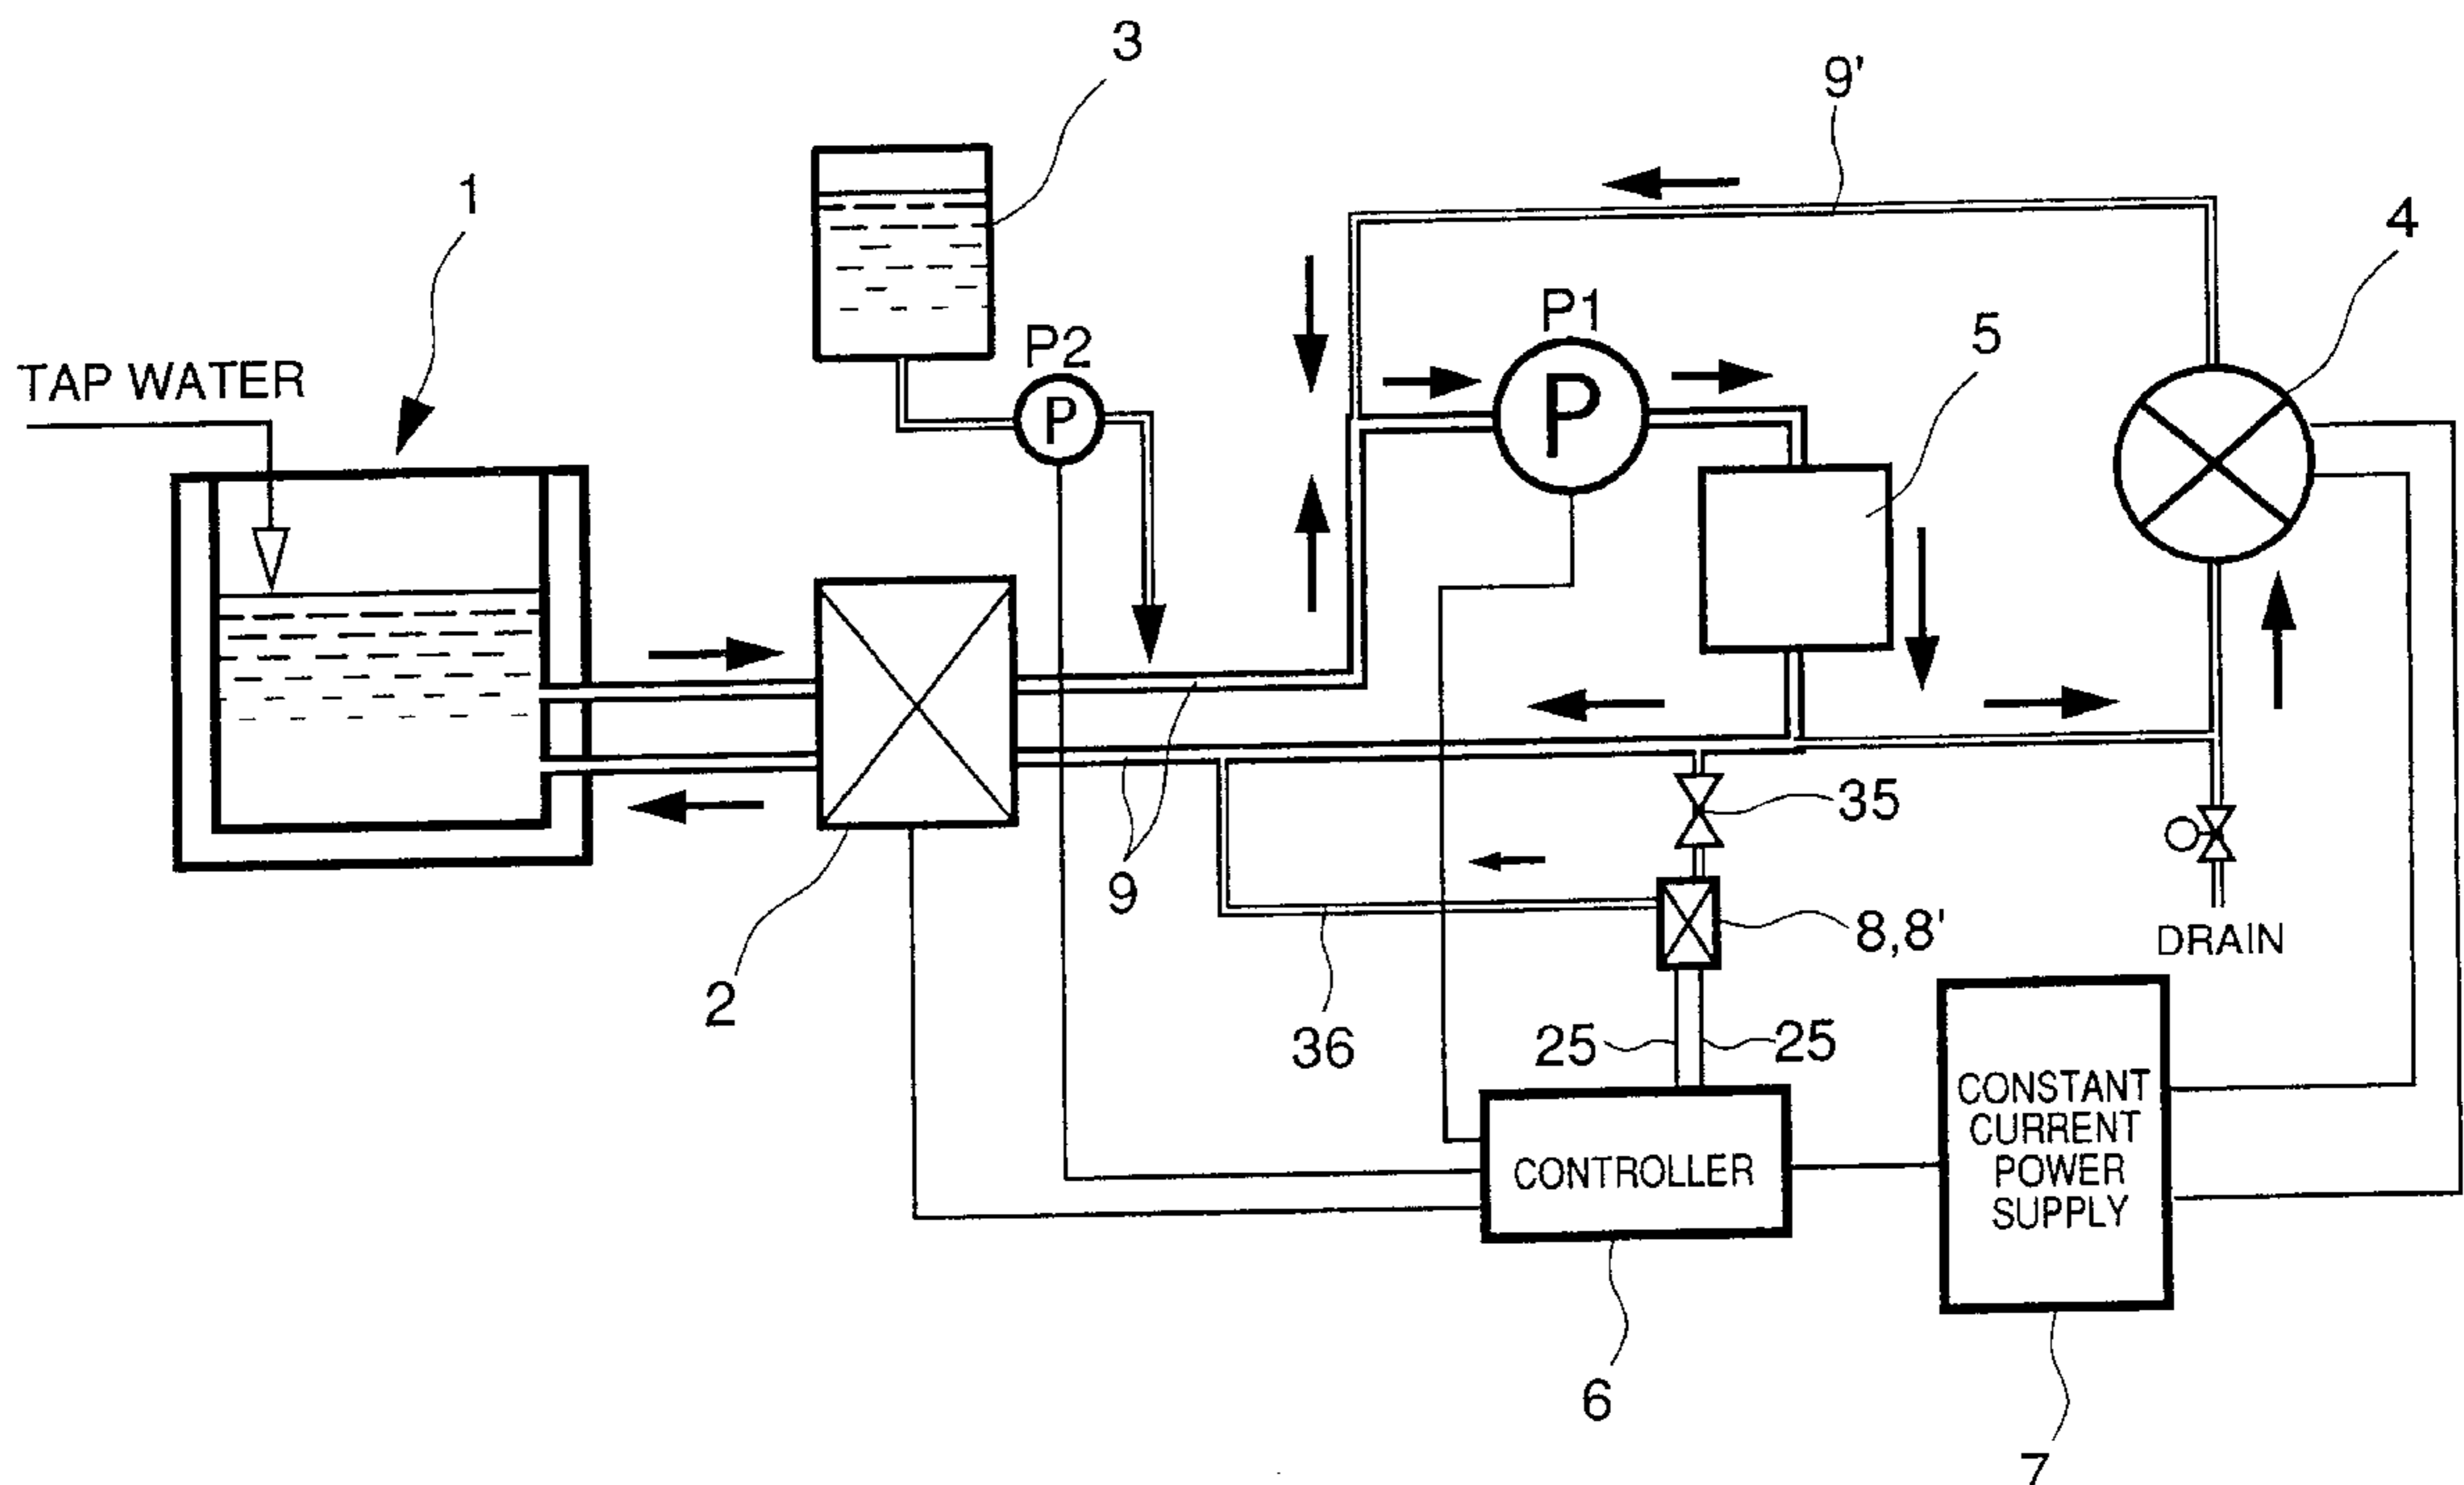 3
9'
1
4
P1
5
P2
TAP WATER
P
P
35
9
8,8'
DRAIN
2
36
25
25
CONSTANT
CURRENT
POWER
SUPPLY
CONTROLLER
6
7